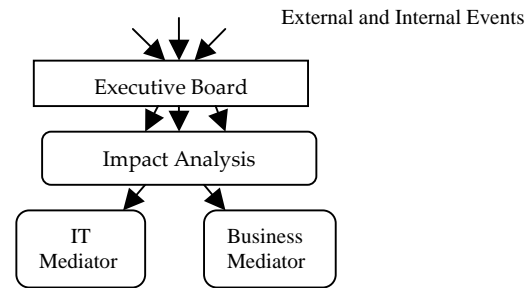 External and Internal Events
Executive Board
Impact Analysis
IT
Mediator
Business
Mediator